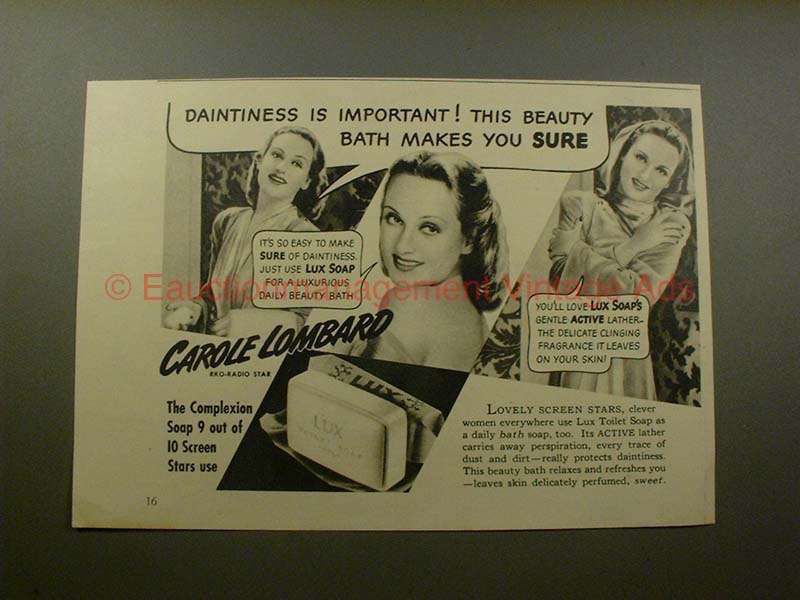 DAINTINESS IS IMPORTANT! THIS BEAUTY
BATH MAKES YOU SURE
IT'S SO EASY TO MAKE
SURE OF DAINTINESS.
JUST USE LUX SOAP
FOR A LUXURIOUS
DAILY BEAUTY BATH
© Eauctionmanagement Vintage Ads
YOU'LL LOVE LUX SOAP'S
GENTLE ACTIVE LATHER—
THE DELICATE CLINGING
FRAGRANCE IT LEAVES
ON YOUR SKIN!
CAROLE LOMBARD
RKO-RADIO STAR
The Complexion
Soap 9 out of
10 Screen
Stars use
LUX
LUX
TOILET SOAP
LOVELY SCREEN STARS, clever
women everywhere use Lux Toilet Soap as
a daily bath soap, too. Its ACTIVE lather
carries away perspiration, every trace of
dust and dirt—really protects daintiness.
This beauty bath relaxes and refreshes you
—leaves skin delicately perfumed, sweet.
16